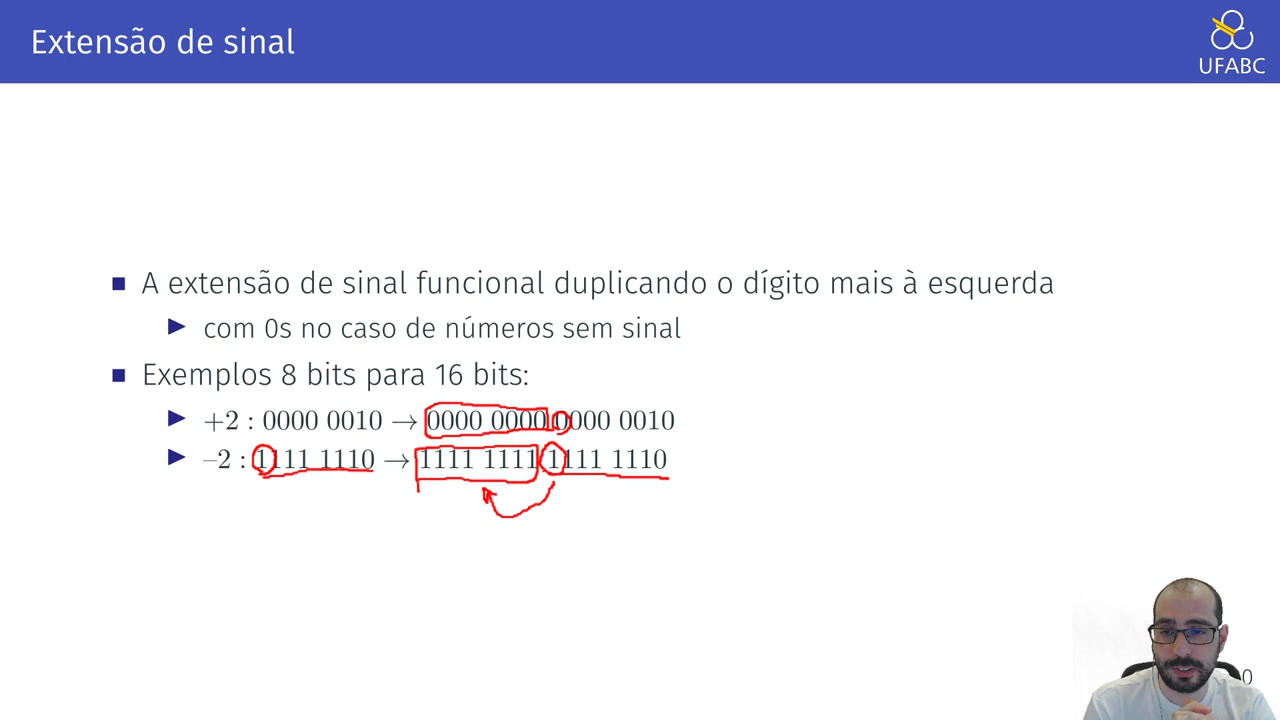 Extensão de sinal
UFABC
A extensão de sinal funcional duplicando o dígito mais à esquerda
com 0s no caso de números sem sinal
Exemplos 8 bits para 16 bits:
+2 : 0000 0010 → 0000 0000 0000 0010
–2 : 1111 1110 → 1111 1111 1111 1110
0